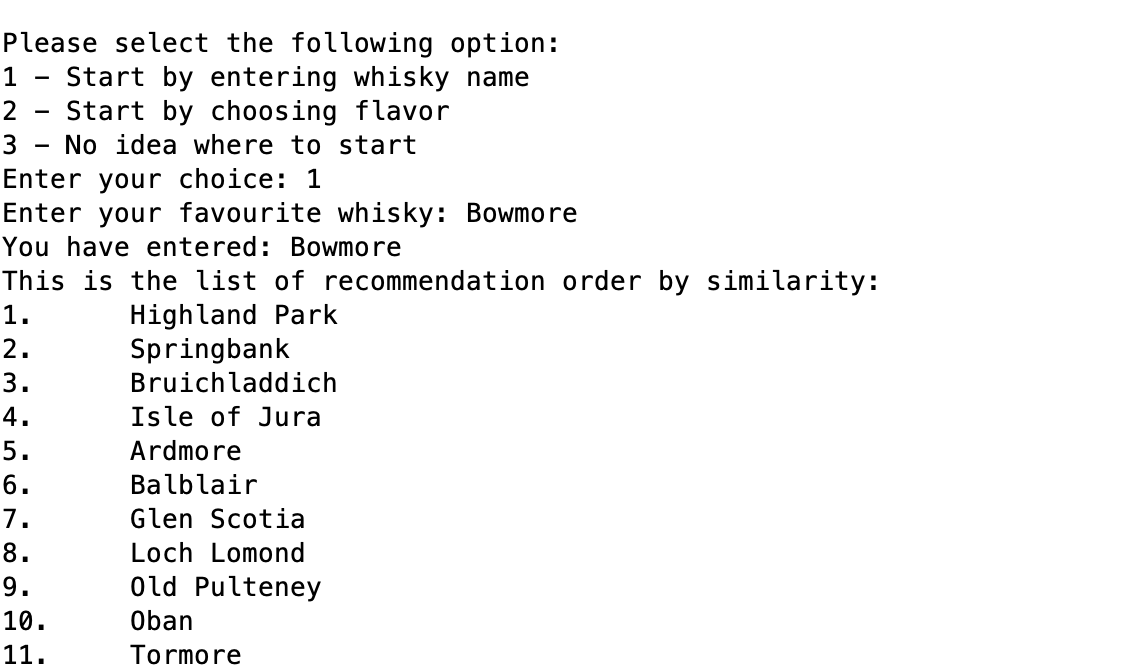 Please select the following option:
1 – Start by entering whisky name
2 – Start by choosing flavor
3 – No idea where to start
Enter your choice: 1
Enter your favourite whisky: Bowmore
You have entered: Bowmore
This is the list of recommendation order by similarity:
1. Highland Park
2. Springbank
3. Bruichladdich
4. Isle of Jura
5. Ardmore
6. Balblair
7. Glen Scotia
8. Loch Lomond
9. Old Pulteney
10. Oban
11. Tormore